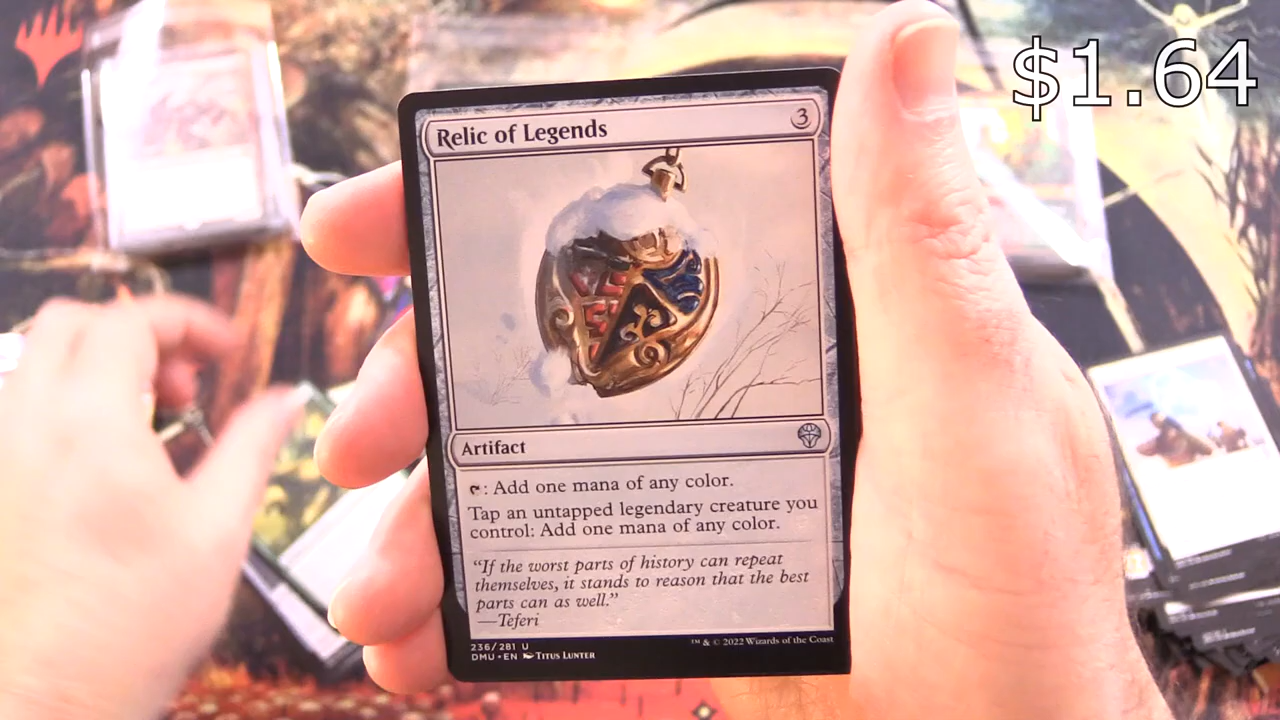 $1.64
Relic of Legends 3
Artifact
: Add one mana of any color.
Tap an untapped legendary creature you
control: Add one mana of any color.
"If the worst parts of history can repeat
themselves, it stands to reason that the best
parts can as well."
—Teferi
236/281 U
DMU • EN Titus Lunter
™ & © 2022 Wizards of the Coast